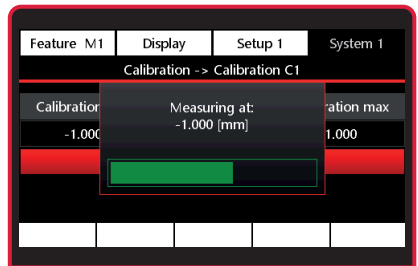 Feature M1 Display Setup 1 System 1
Calibration -> Calibration C1
Calibration
Measuring at:
-1.000 [mm]
ration max
-1.000
1.000